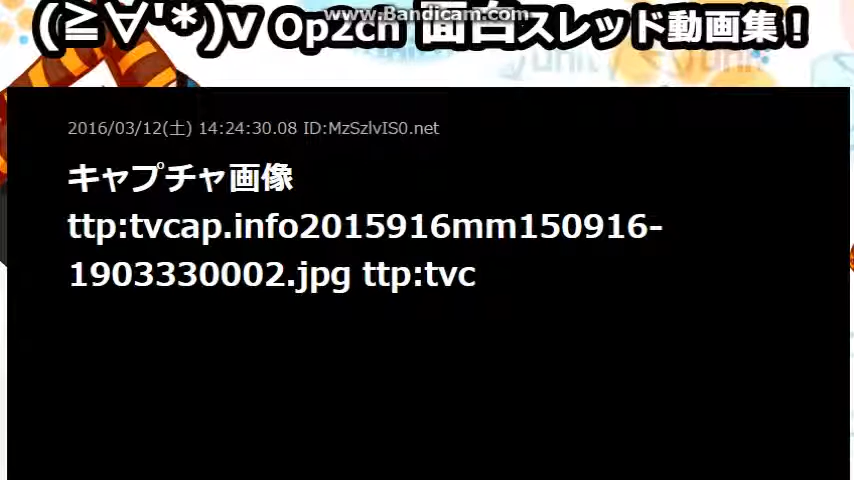 www.Bandicam.com
(≧∀'*)v Op2ch 面白スレッド動画集！
2016/03/12(土) 14:24:30.08 ID:MzSzlvIS0.net
キャプチャ画像
ttp:tvcap.info2015916mm150916-
1903330002.jpg ttp:tvc